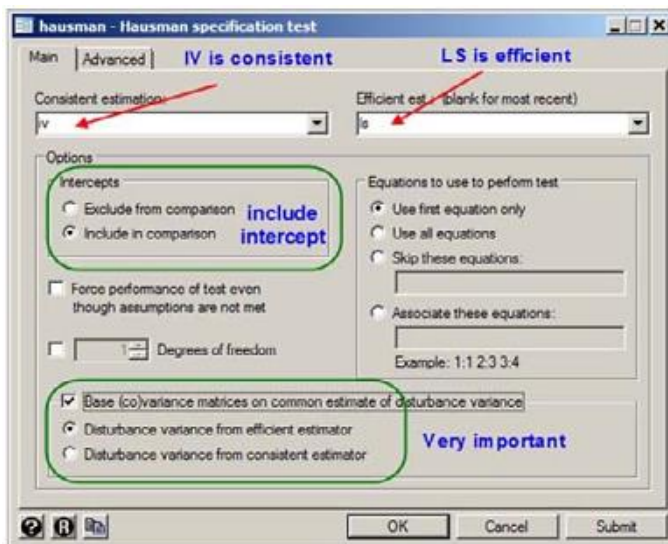 hausman - Hausman specification test
Main Advanced IV is consistent LS is efficient
Consistent estimation: Efficient est.: (blank for most recent)
iv ls
Options
Intercepts
Exclude from comparison
Include in comparison
include
intercept
Equations to use to perform test
Use first equation only
Use all equations
Skip these equations:
Associate these equations:
Example: 1:1 2:3 3:4
Force performance of test even
though assumptions are not met
1 Degrees of freedom
Base (co)variance matrices on common estimate of disturbance variance
Disturbance variance from efficient estimator
Disturbance variance from consistent estimator
Very important
OK Cancel Submit